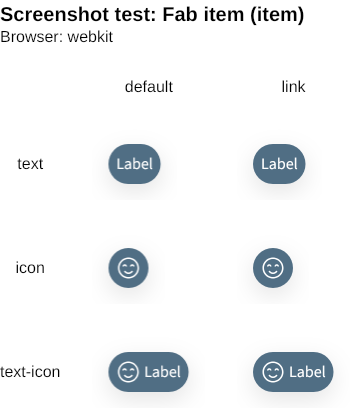 Screenshot test: Fab item (item)
Browser: webkit
default link
text Label Label
icon
text-icon Label Label